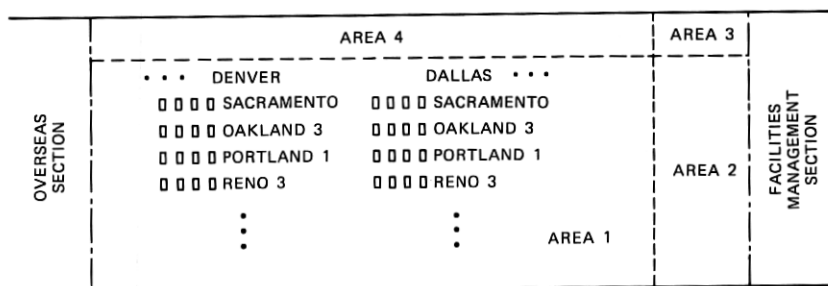 AREA 4
AREA 3
• • • DENVER
DALLAS • • •
SACRAMENTO
SACRAMENTO
OAKLAND 3
OAKLAND 3
PORTLAND 1
PORTLAND 1
RENO 3
RENO 3
AREA 1
AREA 2
OVERSEAS
SECTION
FACILITIES
MANAGEMENT
SECTION